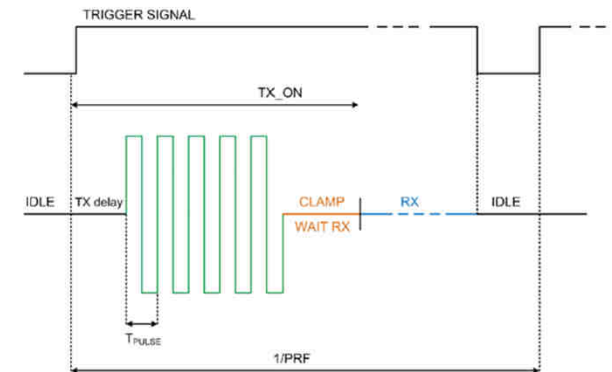 TRIGGER SIGNAL
TX_ON
IDLE
TX delay
CLAMP
WAIT RX
RX
IDLE
TPULSE
1/PRF